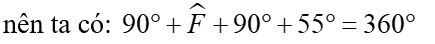 nên ta có: 90° + F̂ + 90° + 55° = 360°